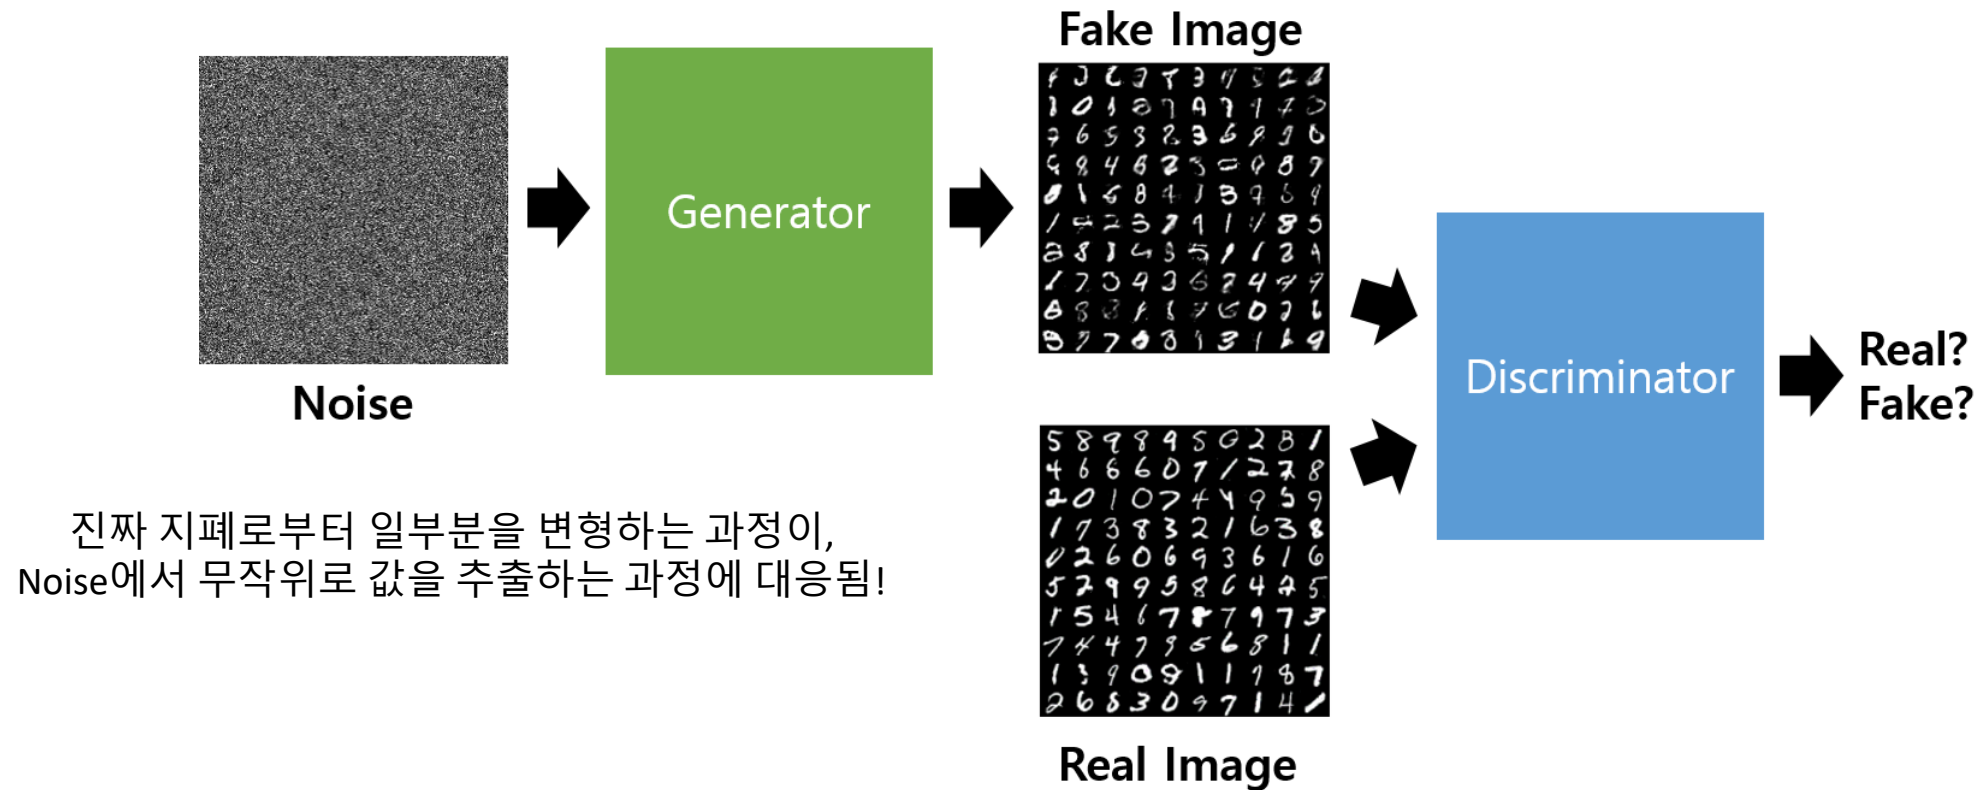 Fake Image
Generator
Noise
Discriminator
Real?
Fake?
진짜 지폐로부터 일부분을 변형하는 과정이,
Noise에서 무작위로 값을 추출하는 과정에 대응됨!
Real Image